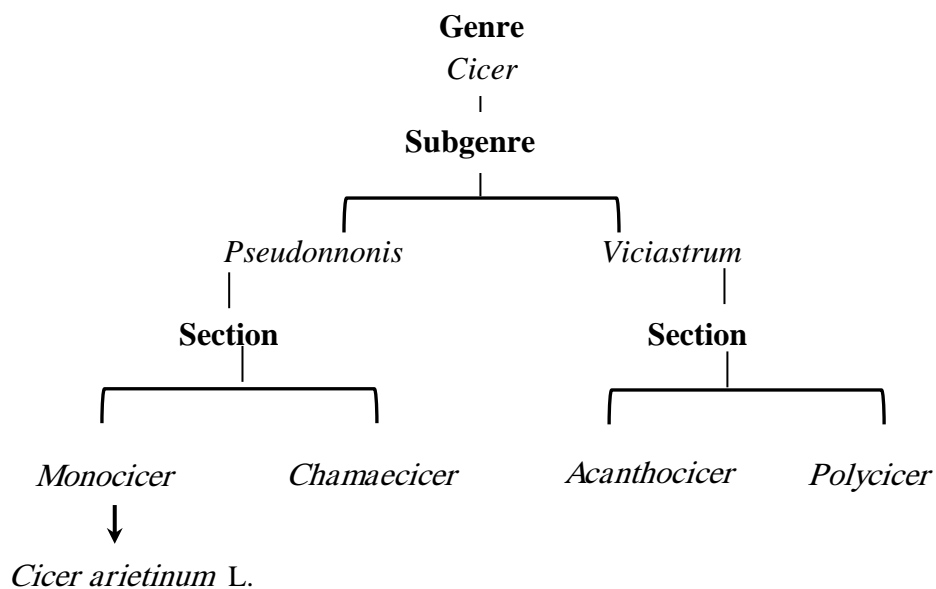 Genre
Cicer
Subgenre
Pseudonnonis Viciastrum
Section Section
Monocicer Chamaecicer Acanthocicer Polycicer
Cicer arietinum L.